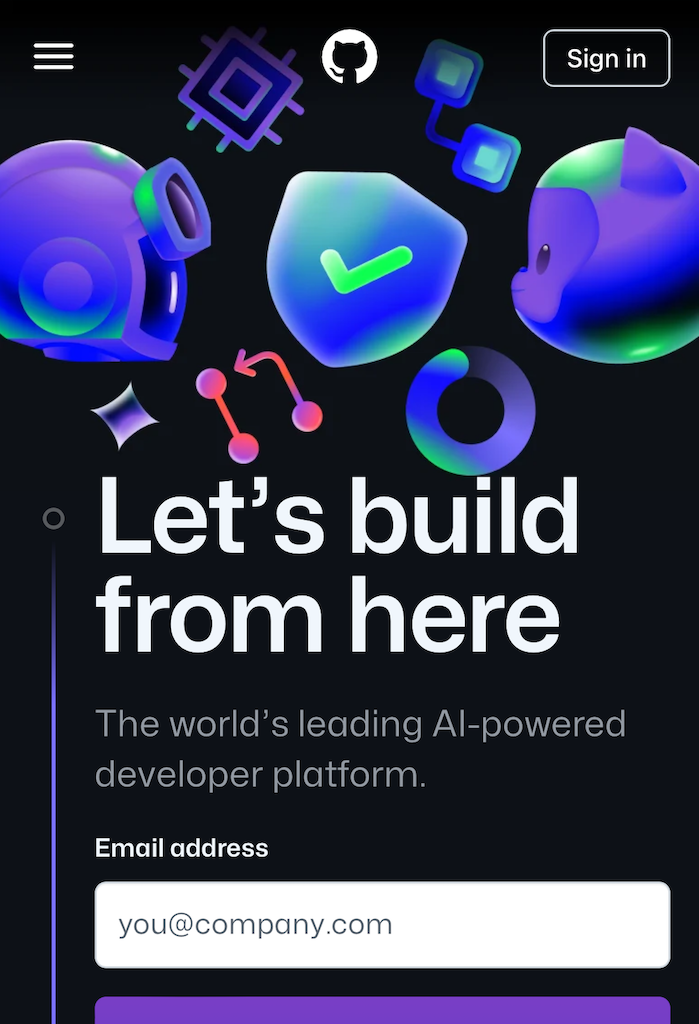 Sign in
Let’s build
from here
The world’s leading AI-powered
developer platform.
Email address
you@company.com